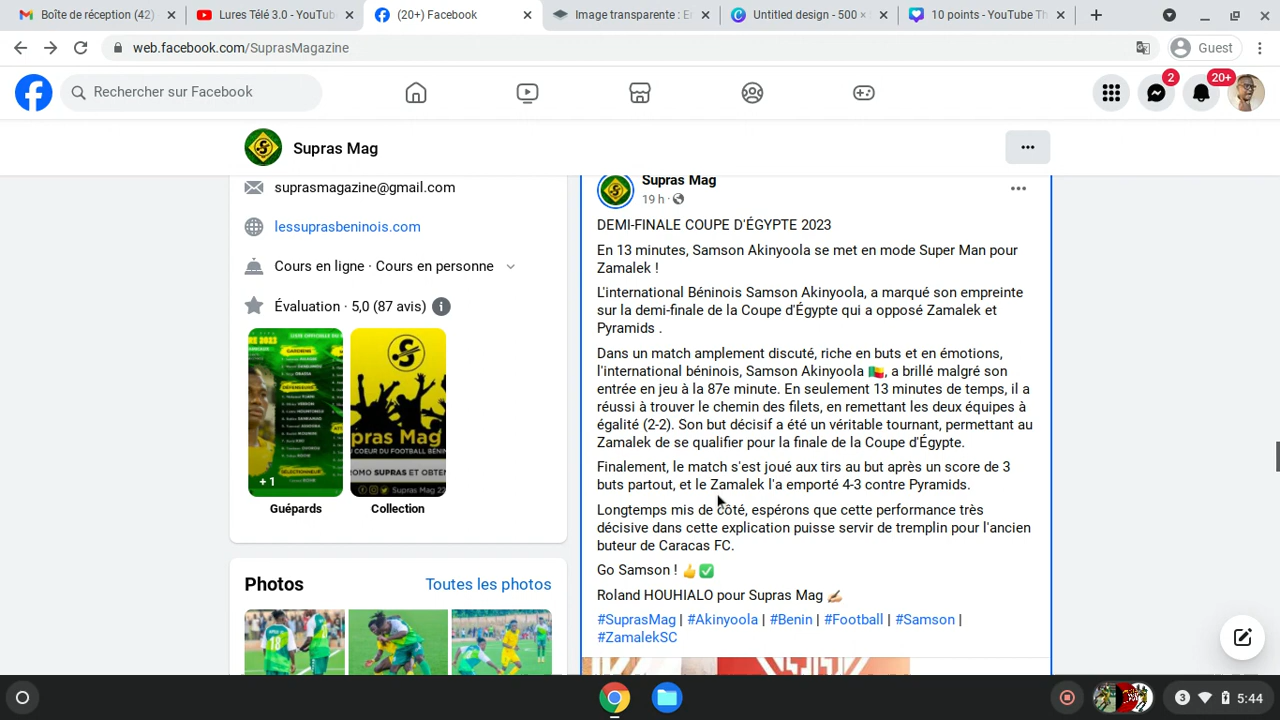 Boîte de réception (42)
Lures Télé 3.0 - YouTub
(20+) Facebook
Image transparente : E
Untitled design - 500 ×
10 points - YouTube Th
web.facebook.com/SuprasMagazine
Guest
Rechercher sur Facebook
2
20+
Supras Mag
suprasmagazine@gmail.com
lessuprasbeninois.com
Cours en ligne · Cours en personne
Évaluation · 5,0 (87 avis)
+ 1
pras Mag
Supras Mag 22
Guépards
Collection
Photos
Toutes les photos
Supras Mag
19 h ·
DEMI-FINALE COUPE D'ÉGYPTE 2023
En 13 minutes, Samson Akinyoola se met en mode Super Man pour
Zamalek !
L'international Béninois Samson Akinyoola, a marqué son empreinte
sur la demi-finale de la Coupe d'Égypte qui a opposé Zamalek et
Pyramids .
Dans un match âprement discuté, riche en buts et en émotions,
l'international béninois, Samson Akinyoola 🇧🇯, a brillé malgré son
entrée en jeu à la 87e minute. En seulement 13 minutes de temps, il a
réussi à trouver le chemin des filets, en remettant les deux équipes à
égalité (2-2). Son but décisif a été un véritable tournant, permettant au
Zamalek de se qualifier pour la finale de la Coupe d'Égypte.
Finalement, le match s'est joué aux tirs au but après un score de 3
buts partout, et le Zamalek l'a emporté 4-3 contre Pyramids.
Longtemps mis de côté, espérons que cette performance très
décisive dans cette explication puisse servir de tremplin pour l'ancien
buteur de Caracas FC.
Go Samson ! 👍✅
Roland HOUHIALO pour Supras Mag ✍🏽
#SuprasMag | #Akinyoola | #Benin | #Football | #Samson |
#ZamalekSC
3
5:44